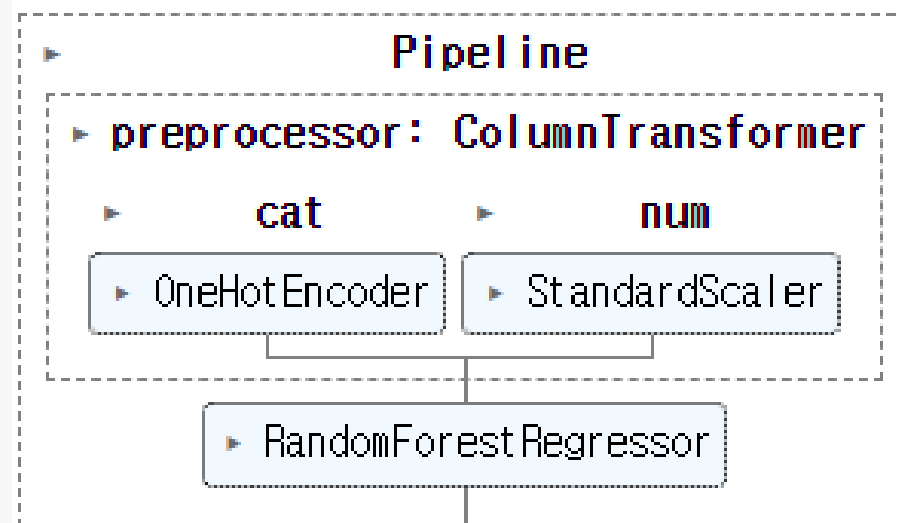 Pipeline
preprocessor: ColumnTransformer
cat num
OneHotEncoder StandardScaler
RandomForestRegressor